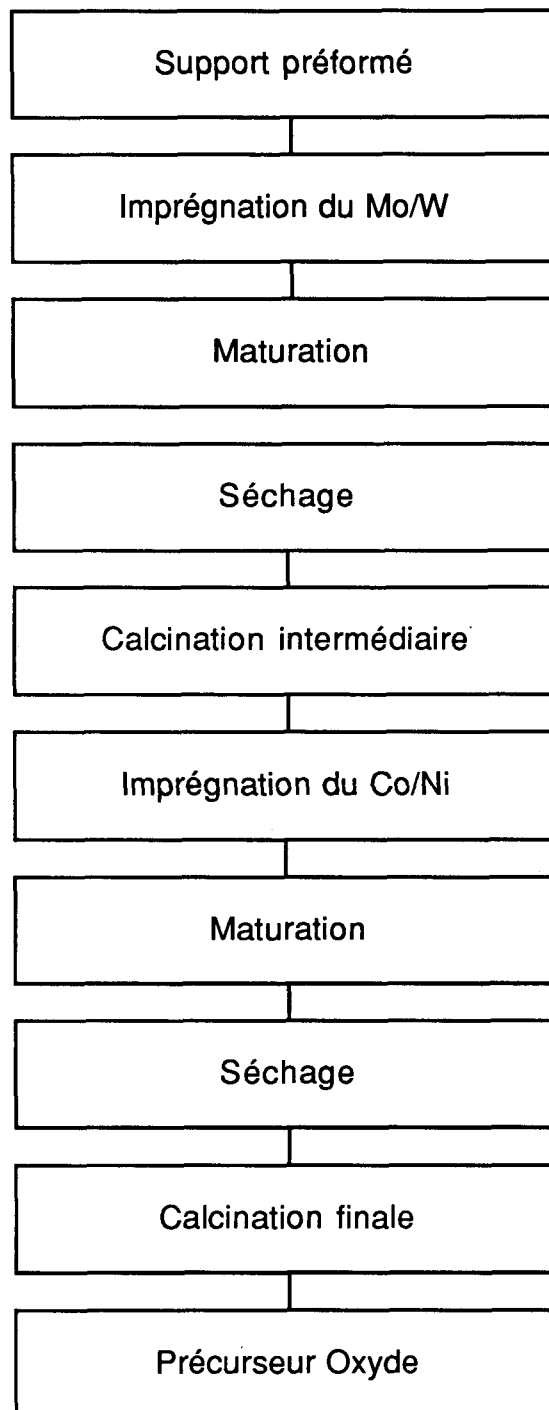 Support préformé
Imprégnation du Mo/W
Maturation
Séchage
Calcination intermédiaire
Imprégnation du Co/Ni
Maturation
Séchage
Calcination finale
Précurseur Oxyde